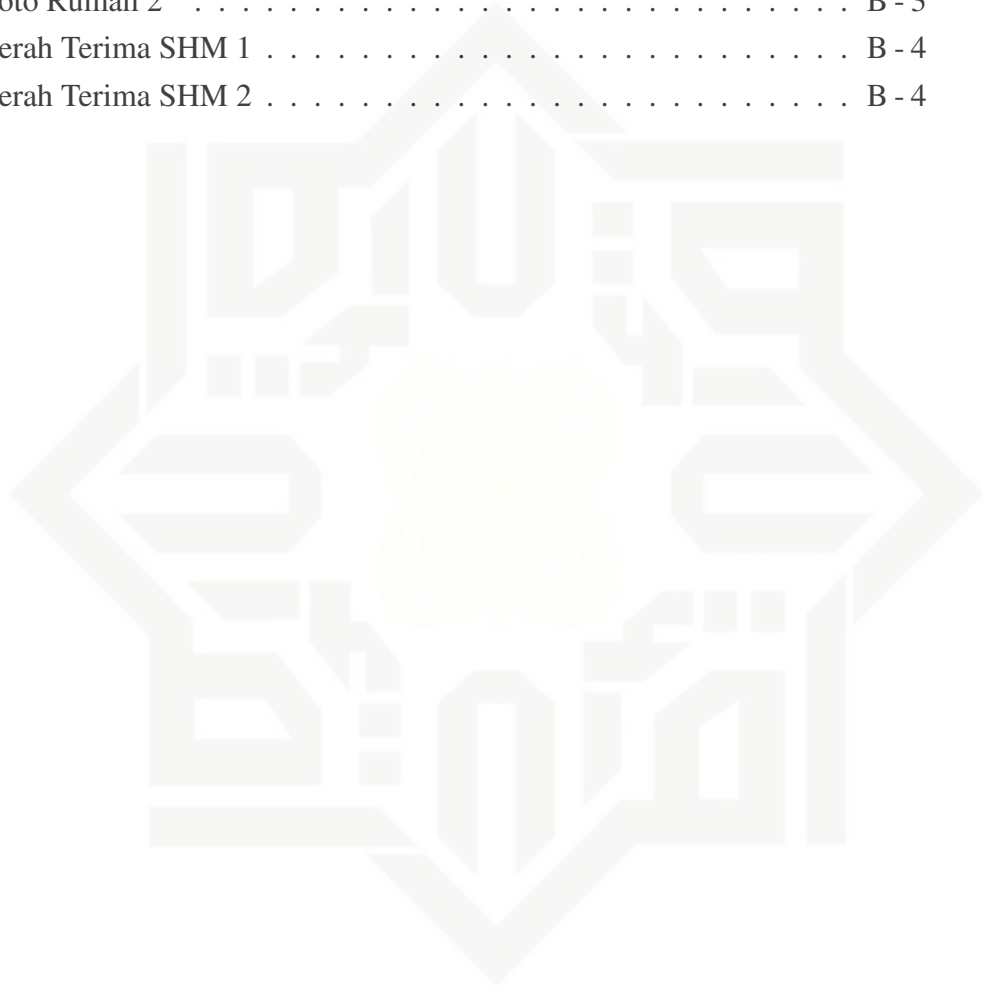 oto Rumah 2 . . . . . . . . . . . . . . . . . . . . . . . . . . . . B - 3
erah Terima SHM 1 . . . . . . . . . . . . . . . . . . . . . . . . . B - 4
erah Terima SHM 2 . . . . . . . . . . . . . . . . . . . . . . . . . B - 4